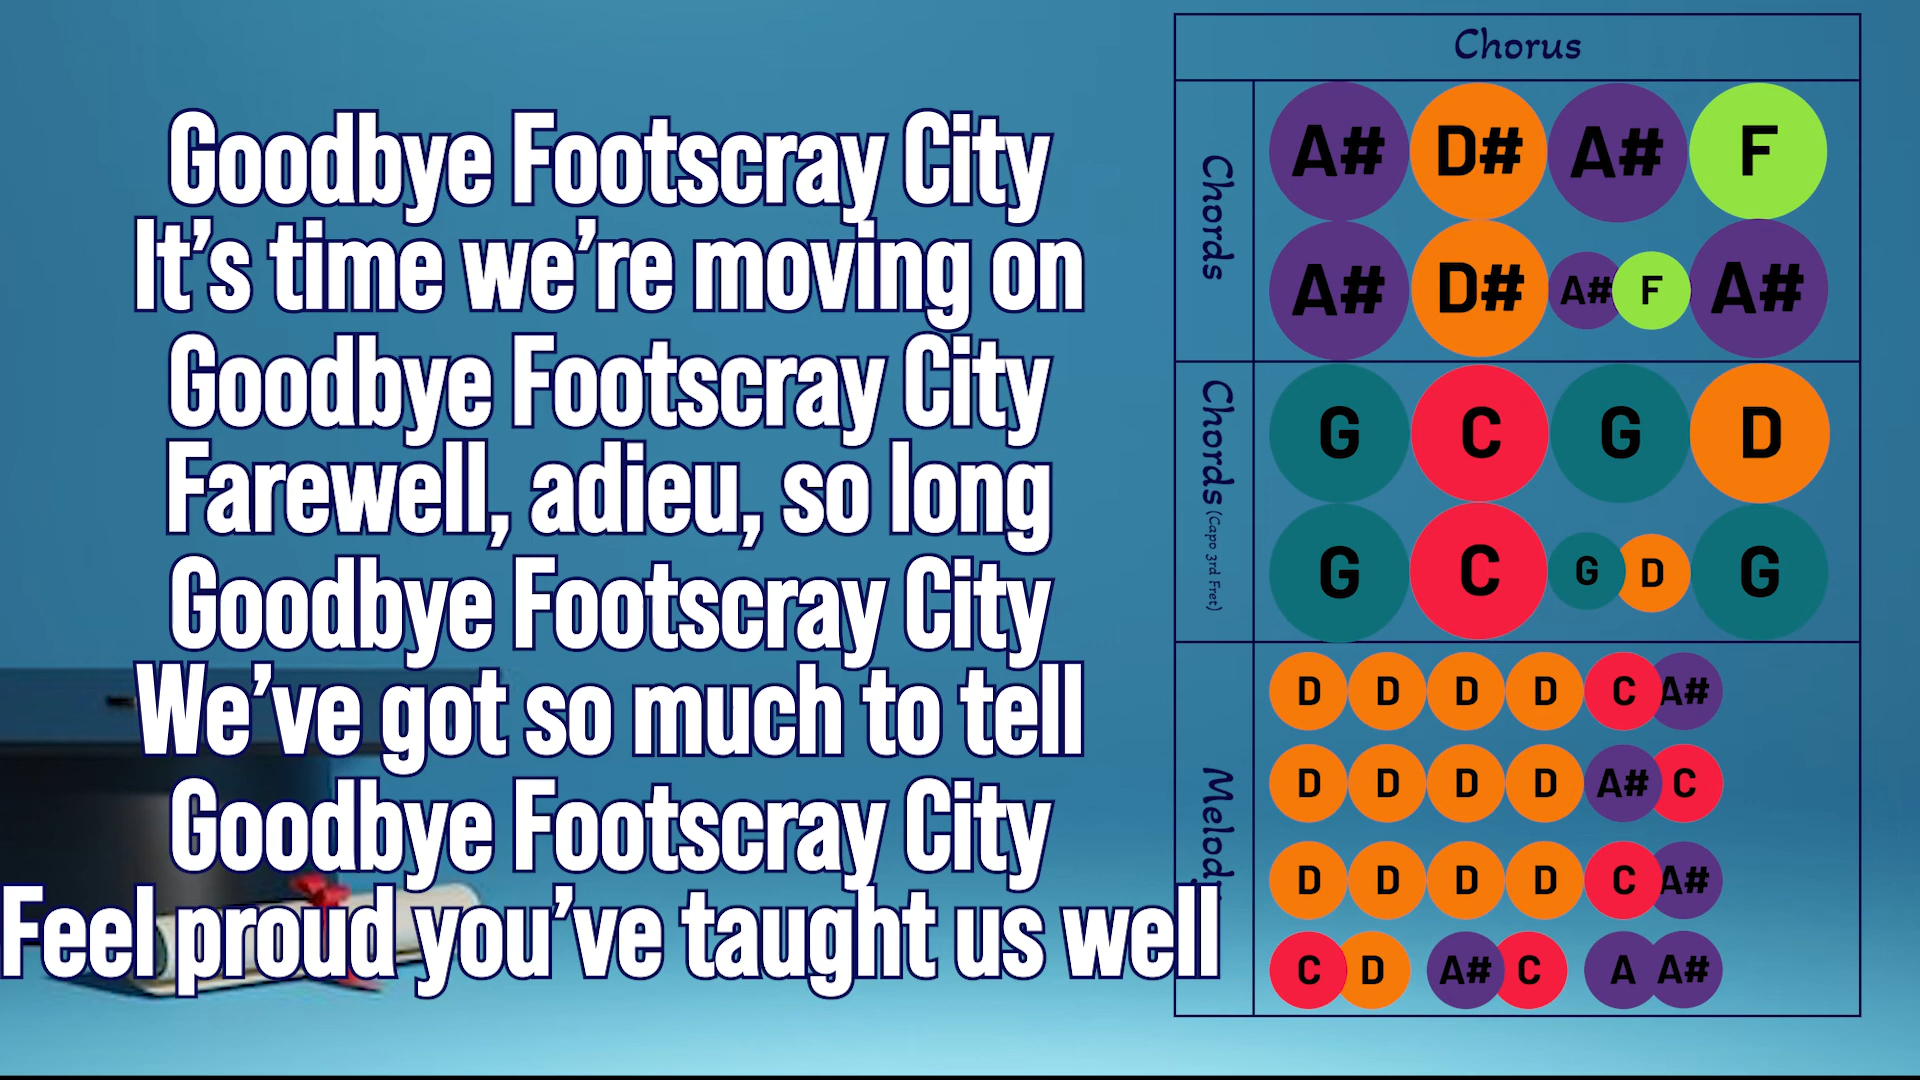 Goodbye Footscray City
It’s time we’re moving on
Goodbye Footscray City
Farewell, adieu, so long
Goodbye Footscray City
We’ve got so much to tell
Goodbye Footscray City
Feel proud you’ve taught us well
Chorus
Chords
A# D# A# F
A# D# A# F A#
Chords (Capo 3rd Fret)
G C G D
G C G D G
Melody
D D D D C A#
D D D D A# C
D D D D C A#
C D A# C A A#